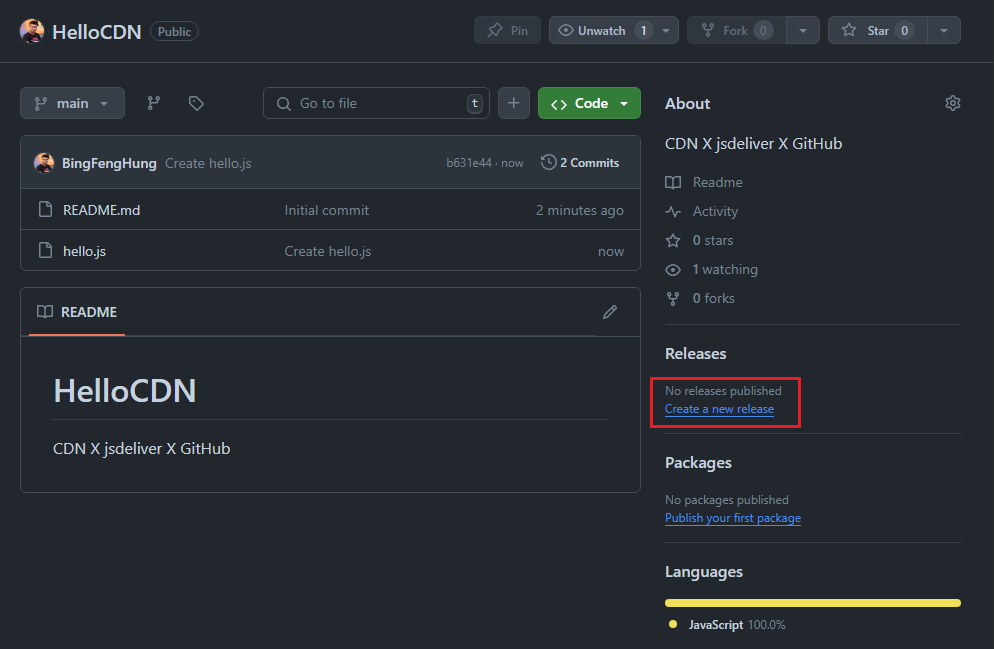 HelloCDN Public Pin Unwatch 1 Fork 0 Star 0
main Go to file t Code
BingFengHung Create hello.js b631e44 · now 2 Commits
README.md Initial commit 2 minutes ago
hello.js Create hello.js now
README
HelloCDN
CDN X jsdeliver X GitHub
About
CDN X jsdeliver X GitHub
Readme
Activity
0 stars
1 watching
0 forks
Releases
No releases published
Create a new release
Packages
No packages published
Publish your first package
Languages
JavaScript 100.0%